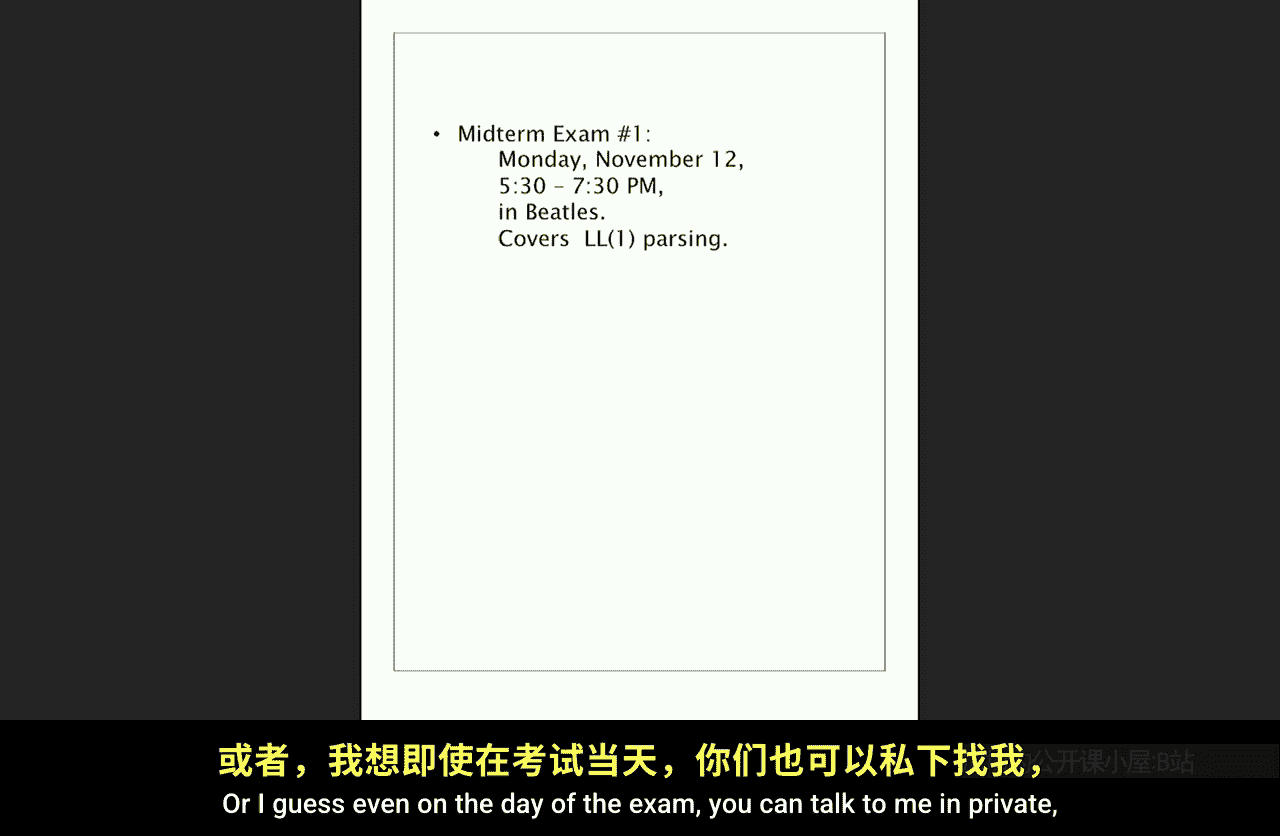 • Midterm Exam #1:
Monday, November 12,
5:30 – 7:30 PM,
in Beatles.
Covers LL(1) parsing.
或者，我想即使在考试当天，你们也可以私下找我，
公开课小屋:B站
Or I guess even on the day of the exam, you can talk to me in private,